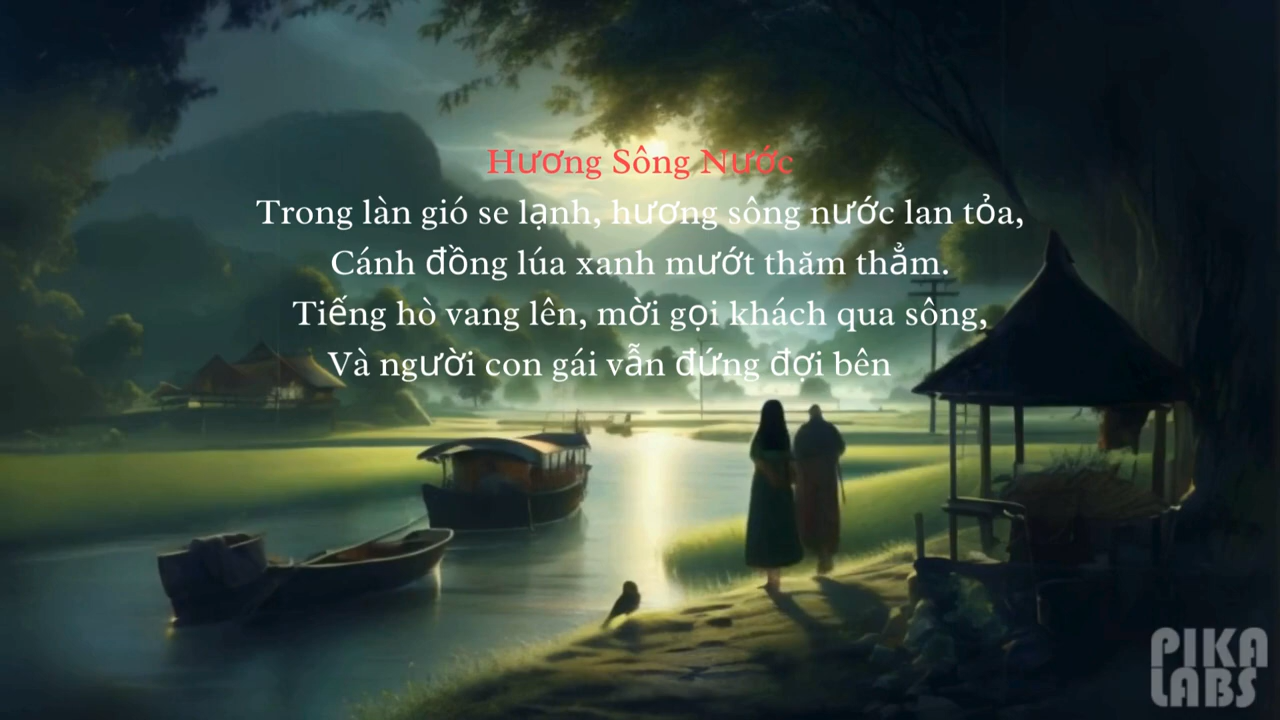 Hương Sông Nước
Trong làn gió se lạnh, hương sông nước lan tỏa,
Cánh đồng lúa xanh mướt thăm thẳm.
Tiếng hò vang lên, mời gọi khách qua sông,
Và người con gái vẫn đứng đợi bên
PIKA
LABS